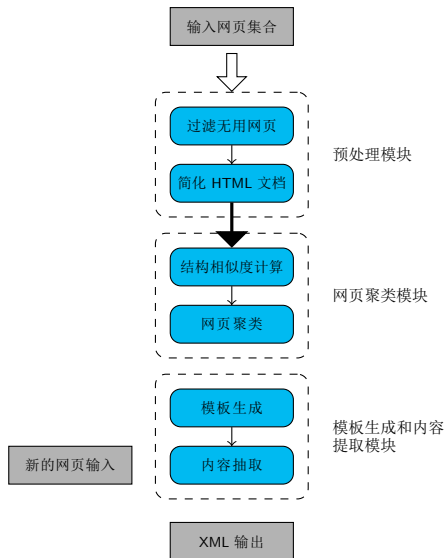 输入网页集合
过滤无用网页
预处理模块
简化 HTML 文档
结构相似度计算
网页聚类模块
网页聚类
模板生成
模板生成和内容
提取模块
新的网页输入
内容抽取
XML 输出